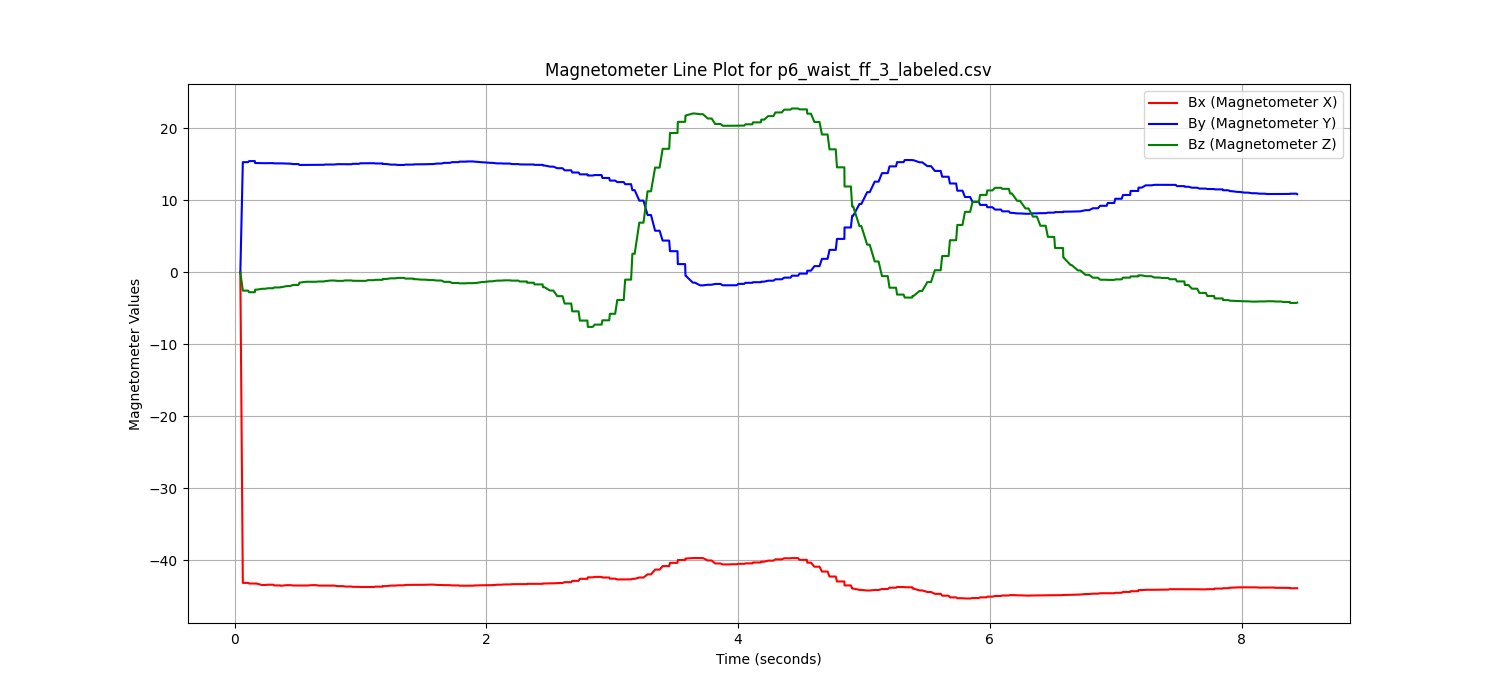 Magnetometer Line Plot for p6_waist_ff_3_labeled.csv
Bx (Magnetometer X)
By (Magnetometer Y)
Bz (Magnetometer Z)
Magnetometer Values
20
10
0
−10
−20
−30
−40
0 2 4 6 8
Time (seconds)